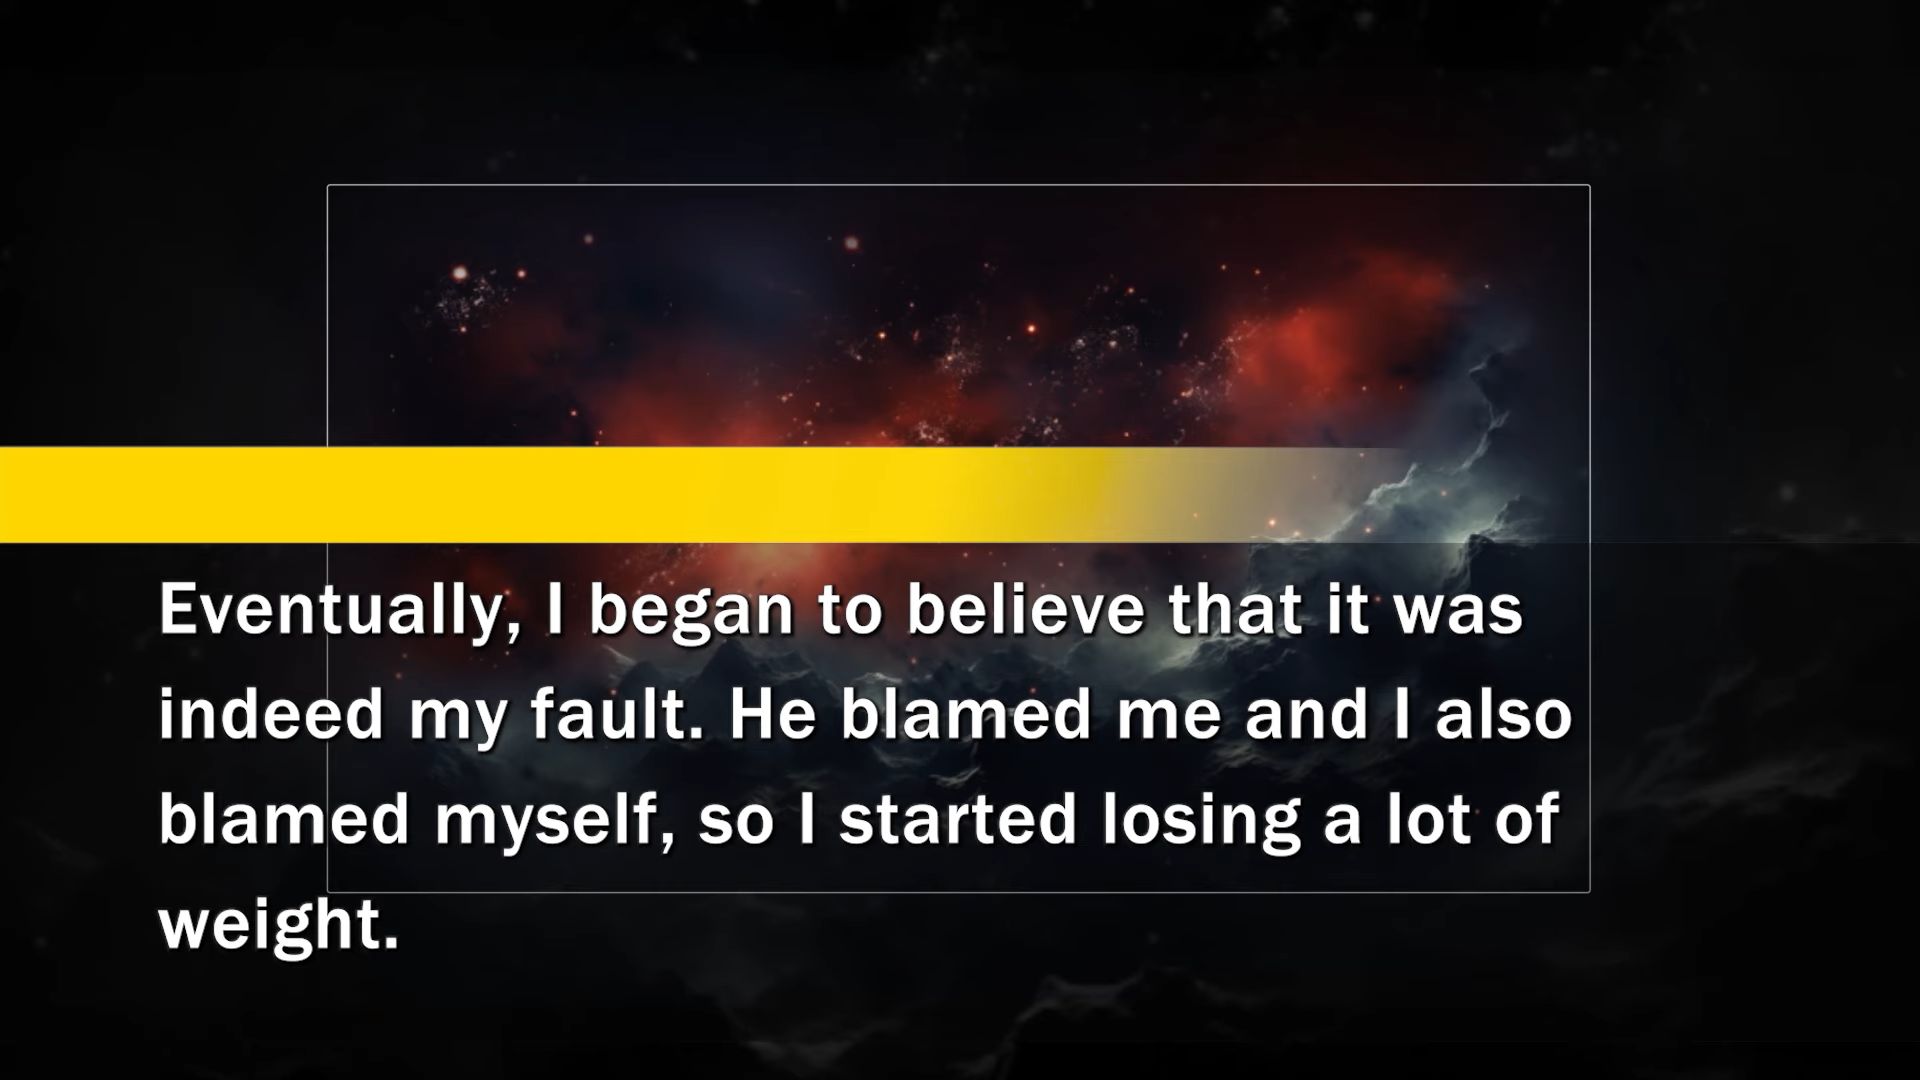 Eventually, I began to believe that it was
indeed my fault. He blamed me and I also
blamed myself, so I started losing a lot of
weight.